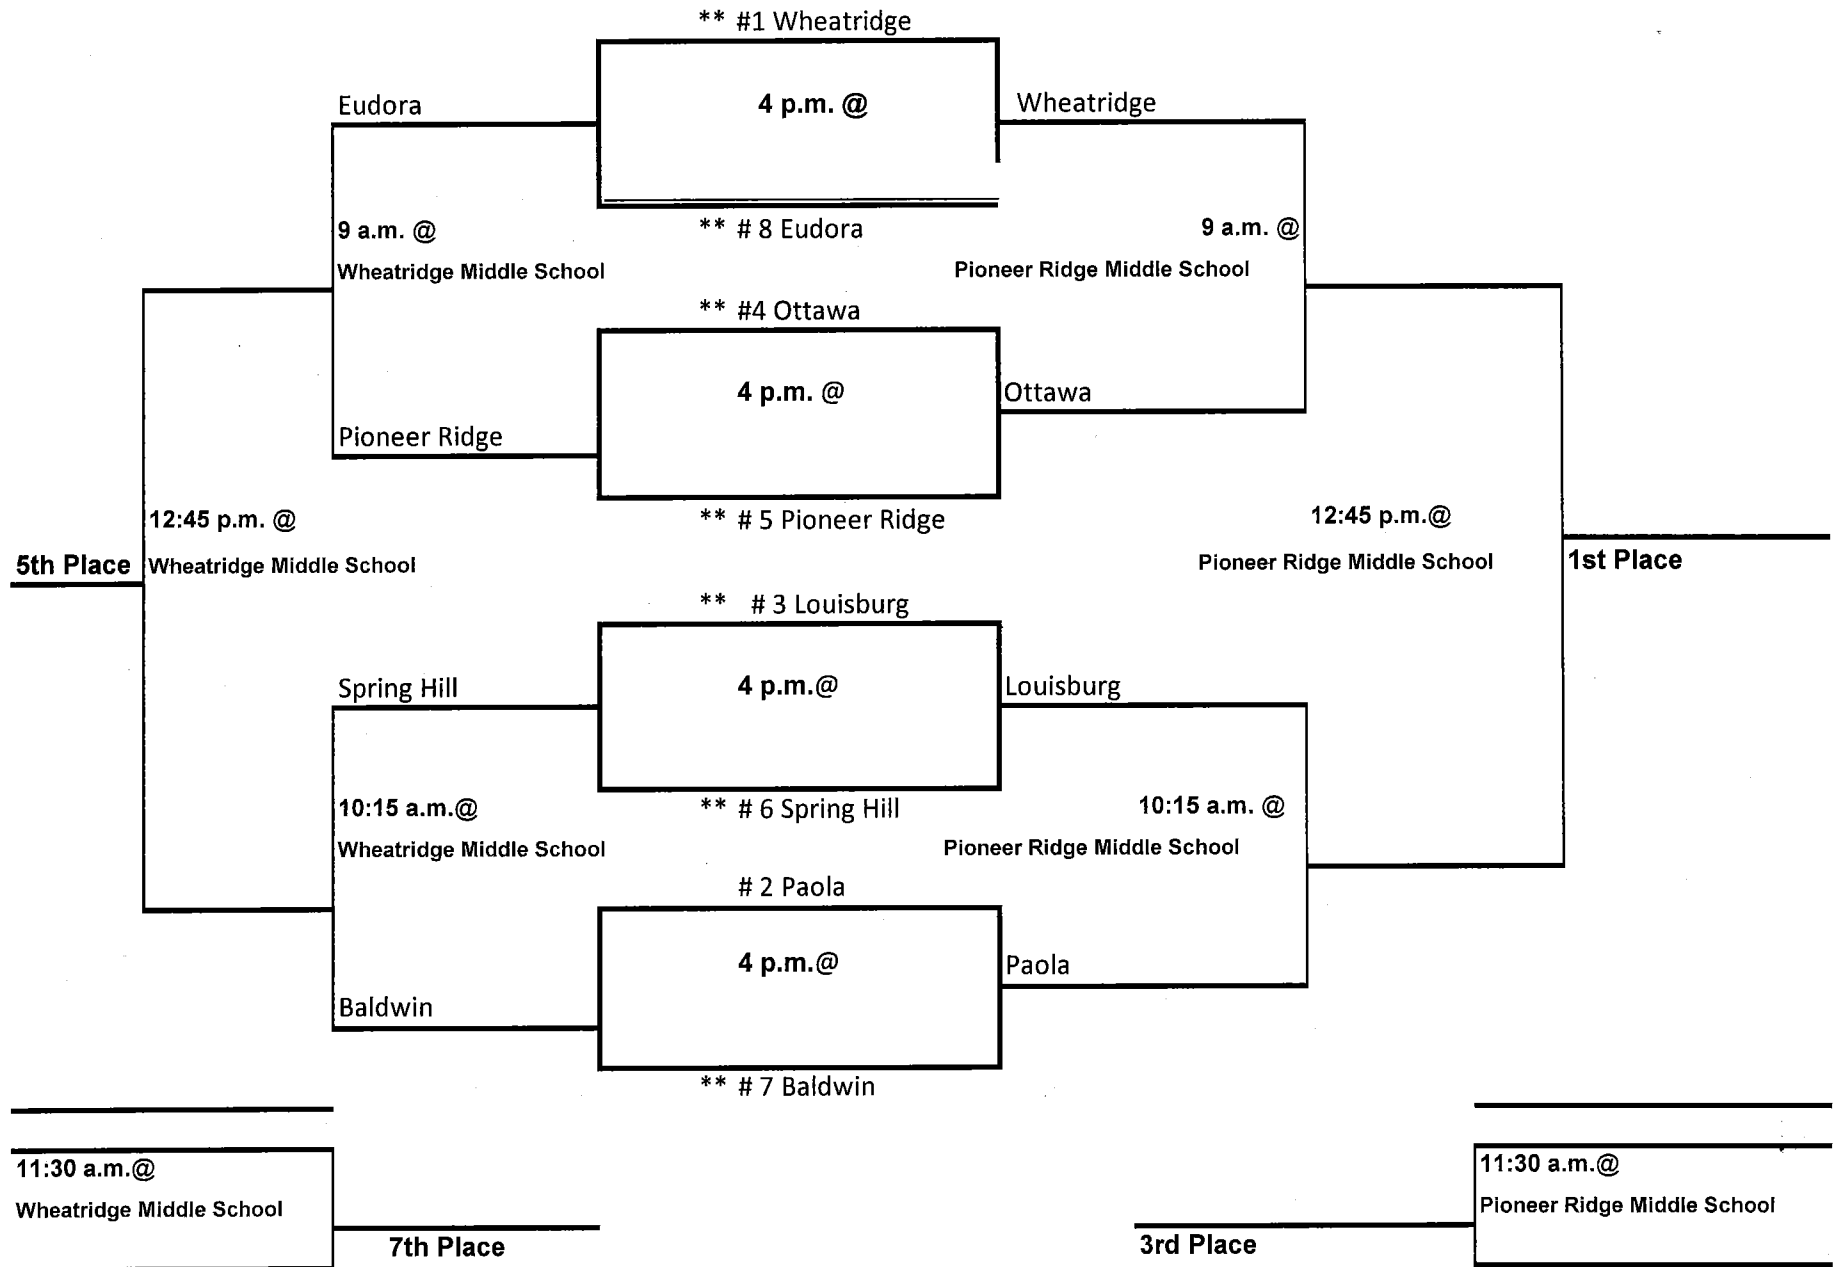 ** #1 Wheatridge
Eudora
4 p.m. @
Wheatridge
9 a.m. @
** # 8 Eudora
9 a.m. @
Wheatridge Middle School
Pioneer Ridge Middle School
** #4 Ottawa
4 p.m. @
Ottawa
Pioneer Ridge
12:45 p.m. @
** # 5 Pioneer Ridge
12:45 p.m.@
5th Place
Wheatridge Middle School
Pioneer Ridge Middle School
1st Place
** # 3 Louisburg
Spring Hill
4 p.m.@
Louisburg
10:15 a.m.@
** # 6 Spring Hill
10:15 a.m. @
Wheatridge Middle School
Pioneer Ridge Middle School
# 2 Paola
4 p.m.@
Paola
Baldwin
** # 7 Baldwin
11:30 a.m.@
11:30 a.m.@
Wheatridge Middle School
Pioneer Ridge Middle School
7th Place
3rd Place